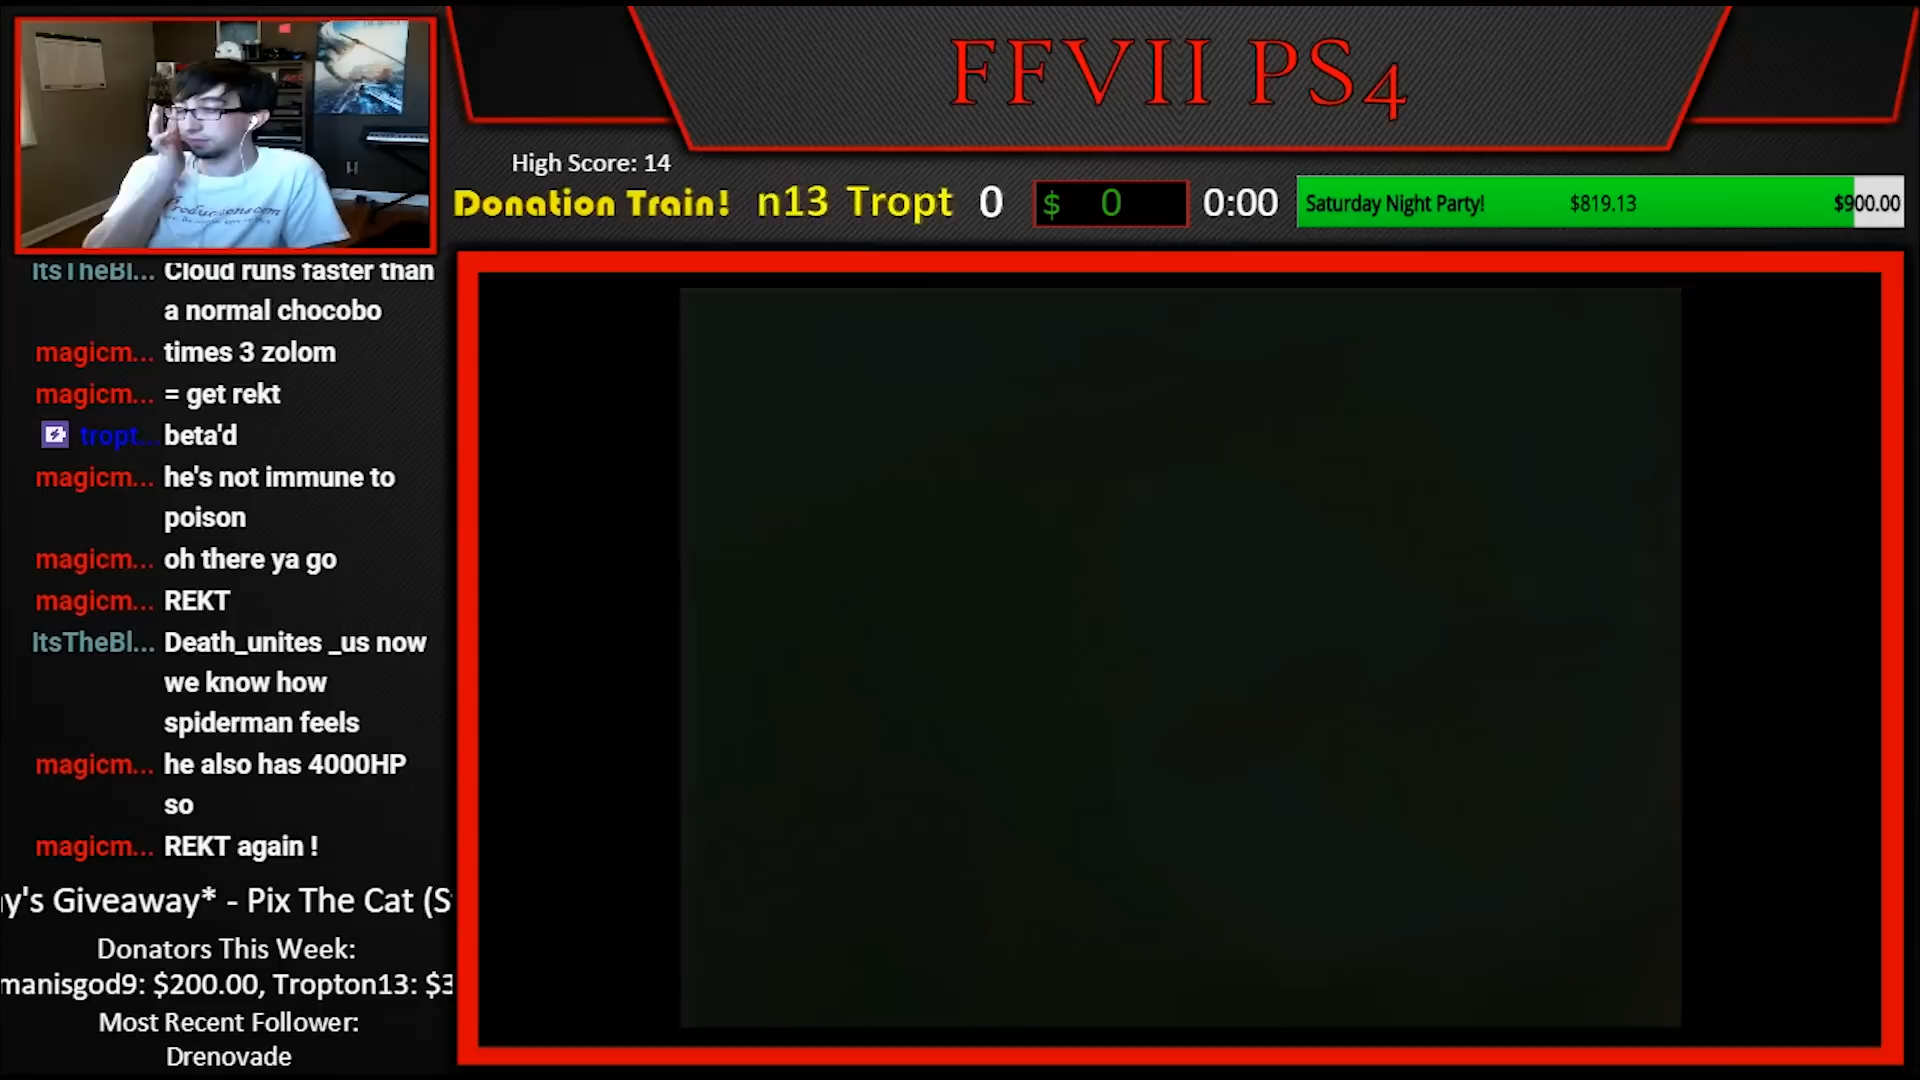 FFVII PS4
High Score: 14
Donation Train! n13 Tropt 0 $ 0 0:00 Saturday Night Party! $819.13 $900.00
ItsTheBl... Cloud runs faster than
a normal chocobo
magicm... times 3 zolom
magicm... = get rekt
tropt... beta'd
magicm... he's not immune to
poison
magicm... oh there ya go
magicm... REKT
ItsTheBl... Death_unites _us now
we know how
spiderman feels
magicm... he also has 4000HP
so
magicm... REKT again !
y's Giveaway* - Pix The Cat (S
Donators This Week:
manisgod9: $200.00, Tropton13: $3
Most Recent Follower:
Drenovade